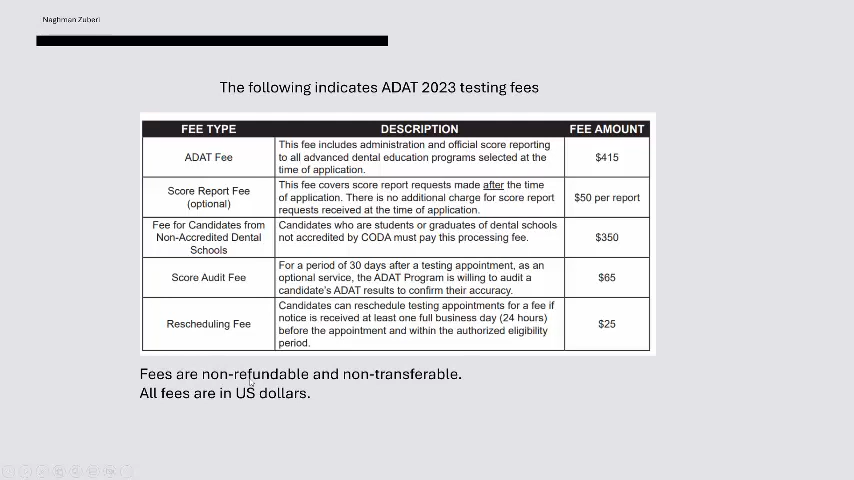 Naghman Zuberi
The following indicates ADAT 2023 testing fees
FEE TYPE DESCRIPTION FEE AMOUNT
ADAT Fee
This fee includes administration and official score reporting
to all advanced dental education programs selected at the
time of application.
$415
Score Report Fee
(optional)
This fee covers score report requests made after the time
of application. There is no additional charge for score report
requests received at the time of application.
$50 per report
Fee for Candidates from
Non-Accredited Dental
Schools
Candidates who are students or graduates of dental schools
not accredited by CODA must pay this processing fee.
$350
Score Audit Fee
For a period of 30 days after a testing appointment, as an
optional service, the ADAT Program is willing to audit a
candidate's ADAT results to confirm their accuracy.
$65
Rescheduling Fee
Candidates can reschedule testing appointments for a fee if
notice is received at least one full business day (24 hours)
before the appointment and within the authorized eligibility
period.
$25
Fees are non-refundable and non-transferable.
All fees are in US dollars.